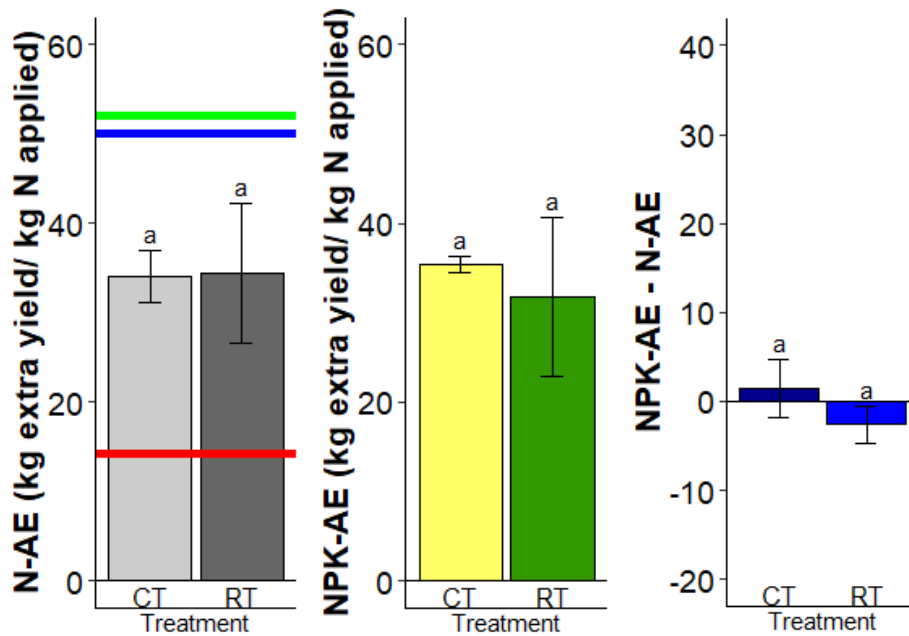 N-AE (kg extra yield/ kg N applied)
60
40
20
0
a
a
CT
RT
Treatment
NPK-AE (kg extra yield/ kg N applied)
60
40
20
0
a
a
CT
RT
Treatment
NPK-AE - N-AE
40
30
20
10
0
-10
-20
a
a
CT
RT
Treatment